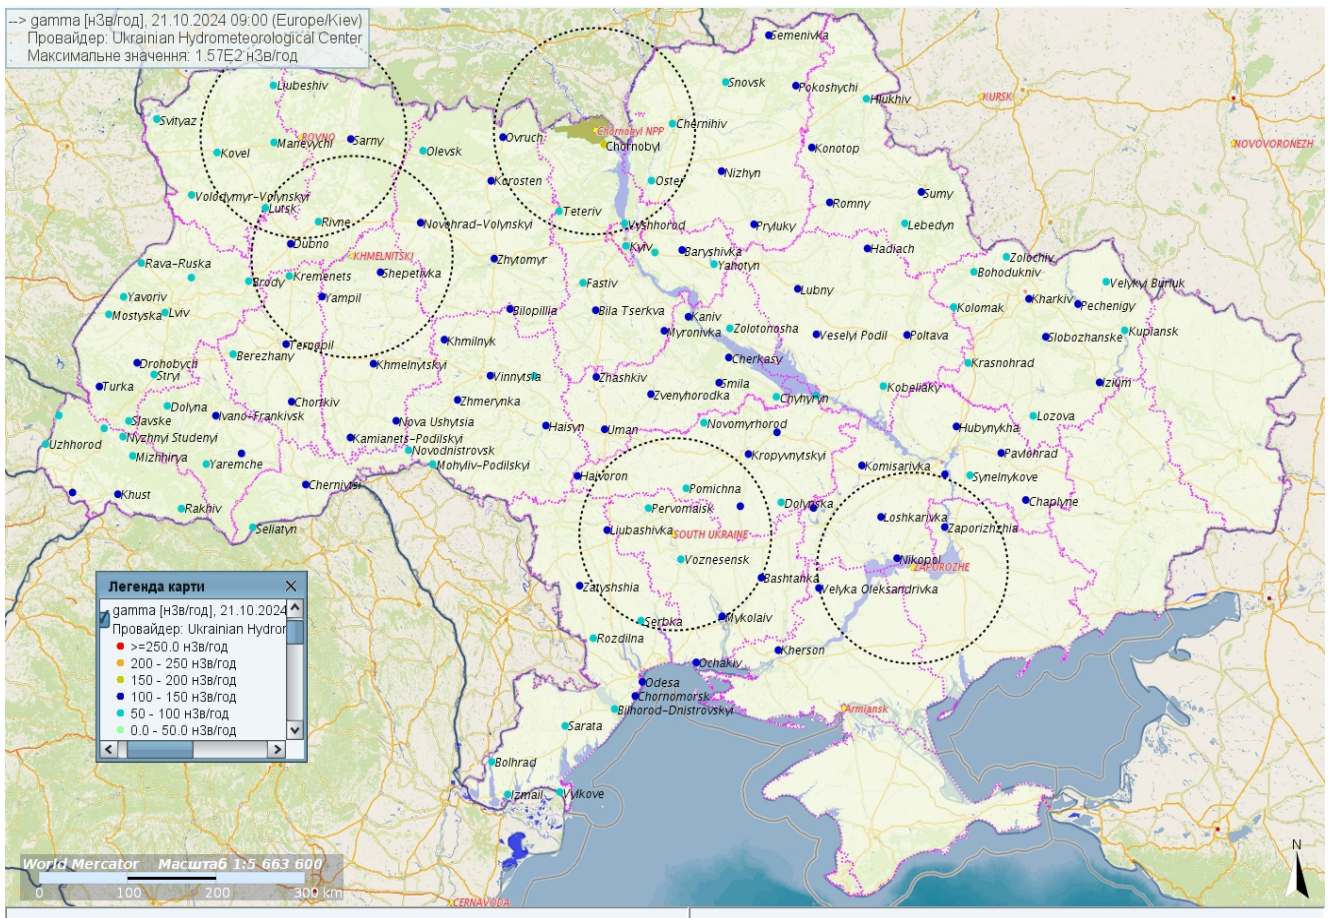 --> gamma [нЗв/год], 21.10.2024 09:00 (Europe/Kiev)
Провайдер: Ukrainian Hydrometeorological Center
Максимальне значення: 1.57E2 нЗв/год
Semenivka
Liubeshiv
Snovsk
Pokoshychi
Hlukhiv
KURSK
Svityaz
Chernihiv
Chornobyl NPP
Manevychi
ROVNO
Sarny
Ovruch
Chornobyl
NOVOVORONEZH
Kovel
Olevsk
Konotop
Nizhyn
Korosten
Oster
Volodymyr-Volynskyi
Sumy
Lutsk
Romny
Teteriv
Rivne
Novohrad-Volynskyi
Vyshhorod
Pryluky
Lebedyn
Dubno
Kyiv
Baryshivka
Hadiach
KHMELNITSKI
Zhytomyr
Zolochiv
Rava-Ruska
Yahotyn
Bohodukhiv
Kremenets
Shepetivka
Brody
Fastiv
Velykyi Burluk
Yavoriv
Yampil
Lubny
Kharkiv
Pechenigy
Mostyska
Lviv
Bilopillia
Bila Tserkva
Kaniv
Kolomak
Myronivka
Zolotonosha
Veselyi Podil
Poltava
Slobozhanske
Kupiansk
Ternopil
Khmilnyk
Berezhany
Cherkasy
Drohobych
Khmelnytskyi
Krasnohrad
Stryi
Vinnytsia
Zhashkiv
Smila
Izium
Turka
Kobeliaky
Zvenyhorodka
Chyhyryn
Chortkiv
Zhmerynka
Dolyna
Ivano-Frankivsk
Lozova
Slavske
Nova Ushytsia
Haisyn
Uman
Novomyrhorod
Hubynykha
Uzhhorod
Nyzhnyi Studenyi
Kamianets-Podilskyi
Novodnistrovsk
Kropyvnytskyi
Pavlohrad
Mizhhirya
Yaremche
Mohyliv-Podilskyi
Komisarivka
Haivoron
Synelnykove
Chernivtsi
Pomichna
Khust
Chaplyne
Rakhiv
Pervomaisk
Dolynska
Loshkarivka
Seliatyn
Liubashivka
SOUTH UKRAINE
Zaporizhzhia
Voznesensk
Nikopol
ZAPOROZHE
Zatyshshia
Bashtanka
Velyka Oleksandrivka
Serbka
Mykolaiv
Rozdilna
Kherson
Ochakiv
Odesa
Chornomorsk
Bilhorod-Dnistrovskyi
Armiansk
Sarata
Bolhrad
Izmail
Vylkove
Легенда карти
gamma [нЗв/год], 21.10.2024
Провайдер: Ukrainian Hydror
>=250.0 нЗв/год
200 - 250 нЗв/год
150 - 200 нЗв/год
100 - 150 нЗв/год
50 - 100 нЗв/год
0.0 - 50.0 нЗв/год
World Mercator Масштаб 1:5 663 600
0 100 200 300 km
CERNAVODA
N